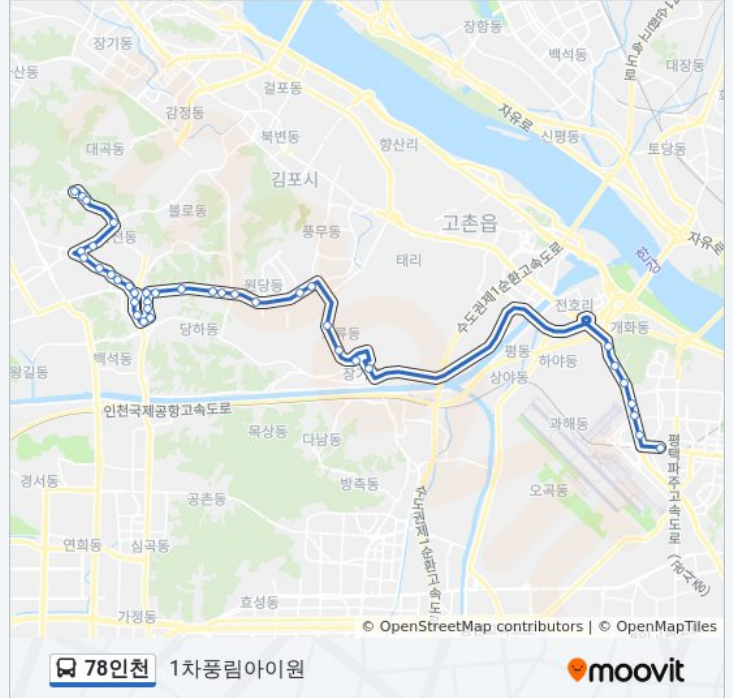 장항동
장기동
백석동
대장동
산동
걸포동
감정동
자유로
북변동
신평동
향산리
대곡동
토당동
김포시
불로동
고촌읍
풍무동
자유로
태리
한강
수도권제1순환고속도로
원당동
전호리
당하동
개화동
평동
하야동
백석동
왕길동
상야동
인천국제공항고속도로
과해동
목상동
다남동
평택파주고속도로
경서동
방축동
오곡동
공촌동
연희동
심곡동
효성동
가정동
© OpenStreetMap contributors | © OpenMapTiles
78인천 1차풍림아이원
moovit